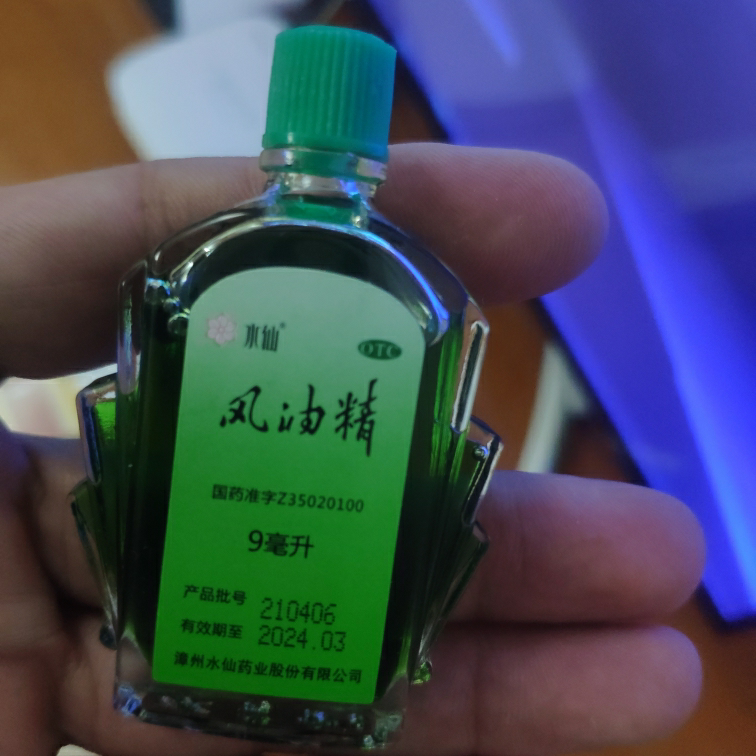 水仙®
OTC
风油精
国药准字Z35020100
9毫升
产品批号 210406
有效期至 2024.03
漳州水仙药业股份有限公司